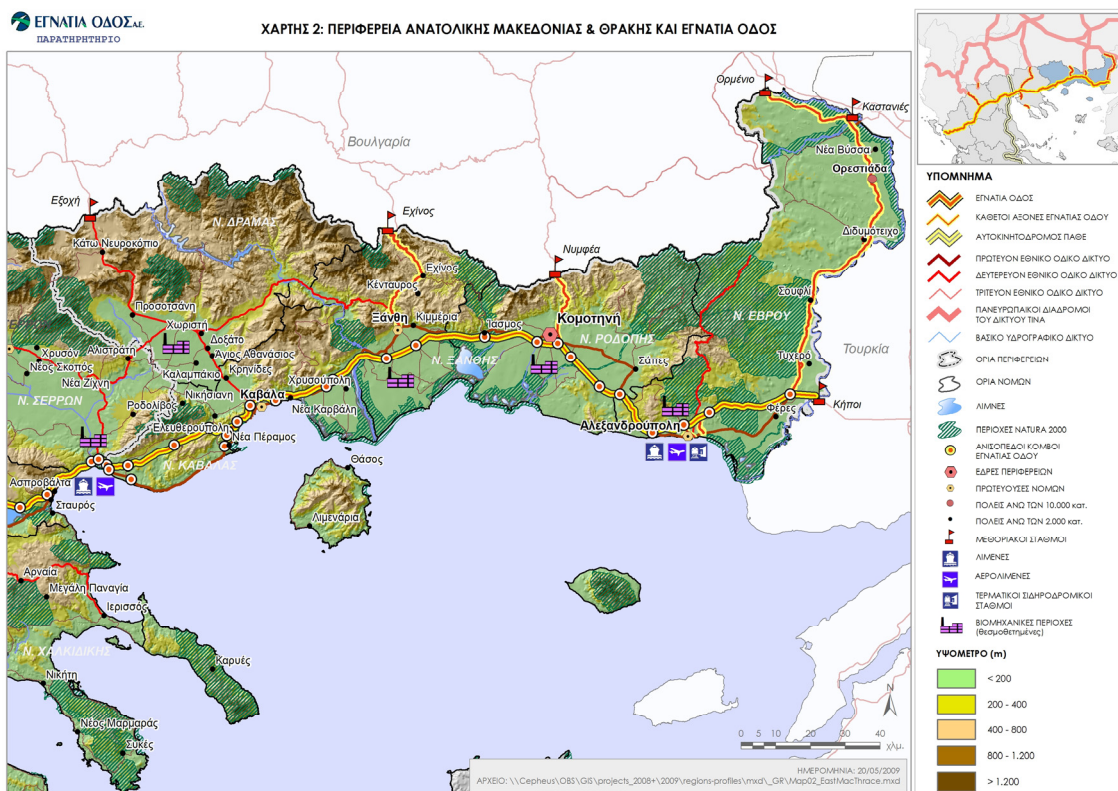 ΕΓΝΑΤΙΑ ΟΔΟΣ Α.Ε.
ΠΑΡΑΤΗΡΗΤΗΡΙΟ
ΧΑΡΤΗΣ 2: ΠΕΡΙΦΕΡΕΙΑ ΑΝΑΤΟΛΙΚΗΣ ΜΑΚΕΔΟΝΙΑΣ & ΘΡΑΚΗΣ ΚΑΙ ΕΓΝΑΤΙΑ ΟΔΟΣ
Ορμένιο
Καστανιές
Βουλγαρία
Νέα Βύσσα
Ορεστιάδα
Εξοχή
Εχίνος
Ν. ΔΡΑΜΑΣ
Νυμφέα
Διδυμότειχο
Κάτω Νευροκόπιο
Εχίνος
Κένταυρος
Σουφλί
Προσοτσάνη
Ξάνθη
Κιμμέρια
Ίασμος
Κομοτηνή
Ν. ΕΒΡΟΥ
Χωριστή
Δοξάτο
Ν. ΡΟΔΟΠΗΣ
Τουρκία
Χρυσόν
Αλιστράτη
Άγιος Αθανάσιος
Ν. ΞΑΝΘΗΣ
Σάπες
Τυχερό
Νέος Σκοπός
Καλαμπάκιο
Κρηνίδες
Νέα Ζίχνη
Χρυσούπολη
Ν. ΣΕΡΡΩΝ
Νικήσιανη
Καβάλα
Νέα Καρβάλη
Κήποι
Ροδολίβος
Φέρες
Ελευθερούπολη
Αλεξανδρούπολη
Νέα Πέραμος
Ν. ΚΑΒΑΛΑΣ
Θάσος
Ασπροβάλτα
Σταυρός
Λιμενάρια
Αρναία
Μεγάλη Παναγία
Ιερισσός
Ν. ΧΑΛΚΙΔΙΚΗΣ
Καρυές
Νικήτη
Νέος Μαρμαράς
Συκές
N
0 5 10 20 30 40
χλμ.
ΗΜΕΡΟΜΗΝΙΑ: 20/05/2009
ΑΡΧΕΙΟ: \\Cepheus\OBS\GIS\projects_2008+\2009\regions-profiles\mxd\_GR\Map02_EastMacThrace.mxd
ΥΠΟΜΝΗΜΑ
ΕΓΝΑΤΙΑ ΟΔΟΣ
ΚΑΘΕΤΟΙ ΑΞΟΝΕΣ ΕΓΝΑΤΙΑΣ ΟΔΟΥ
ΑΥΤΟΚΙΝΗΤΟΔΡΟΜΟΣ ΠΑΘΕ
ΠΡΩΤΕΥΟΝ ΕΘΝΙΚΟ ΟΔΙΚΟ ΔΙΚΤΥΟ
ΔΕΥΤΕΡΕΥΟΝ ΕΘΝΙΚΟ ΟΔΙΚΟ ΔΙΚΤΥΟ
ΤΡΙΤΕΥΟΝ ΕΘΝΙΚΟ ΟΔΙΚΟ ΔΙΚΤΥΟ
ΠΑΝΕΥΡΩΠΑΙΚΟΙ ΔΙΑΔΡΟΜΟΙ
ΤΟΥ ΔΙΚΤΥΟΥ ΤΙΝΑ
ΒΑΣΙΚΟ ΥΔΡΟΓΡΑΦΙΚΟ ΔΙΚΤΥΟ
ΟΡΙΑ ΠΕΡΙΦΕΡΕΙΩΝ
ΟΡΙΑ ΝΟΜΩΝ
ΛΙΜΝΕΣ
ΠΕΡΙΟΧΕΣ NATURA 2000
ΑΝΙΣΟΠΕΔΟΙ ΚΟΜΒΟΙ
ΕΓΝΑΤΙΑΣ ΟΔΟΥ
ΕΔΡΕΣ ΠΕΡΙΦΕΡΕΙΩΝ
ΠΡΩΤΕΥΟΥΣΕΣ ΝΟΜΩΝ
ΠΟΛΕΙΣ ΑΝΩ ΤΩΝ 10.000 κατ.
ΠΟΛΕΙΣ ΑΝΩ ΤΩΝ 2.000 κατ.
ΜΕΘΟΡΙΑΚΟΙ ΣΤΑΘΜΟΙ
ΛΙΜΕΝΕΣ
ΑΕΡΟΛΙΜΕΝΕΣ
ΤΕΡΜΑΤΙΚΟΙ ΣΙΔΗΡΟΔΡΟΜΙΚΟΙ
ΣΤΑΘΜΟΙ
ΒΙΟΜΗΧΑΝΙΚΕΣ ΠΕΡΙΟΧΕΣ
(θεσμοθετημένες)
ΥΨΟΜΕΤΡΟ (m)
< 200
200 - 400
400 - 800
800 - 1.200
> 1.200